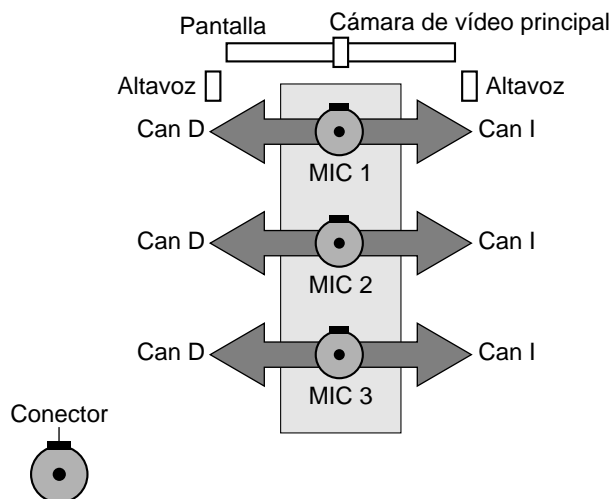 Pantalla
Cámara de vídeo principal
Altavoz
Altavoz
Can D
Can I
MIC 1
Can D
Can I
MIC 2
Can D
Can I
MIC 3
Conector